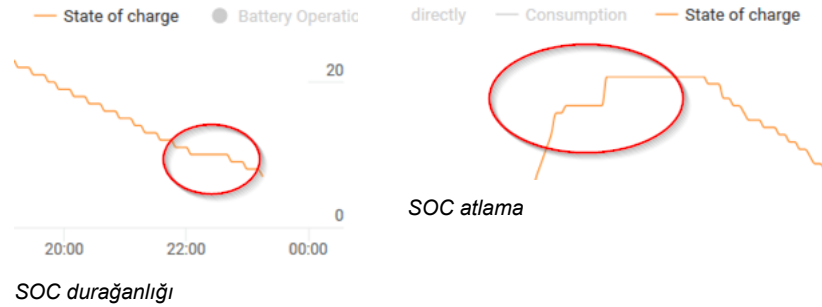 State of charge Battery Operatic
20
0
20:00 22:00 00:00
SOC durağanlığı
directly Consumption State of charge
SOC atlama